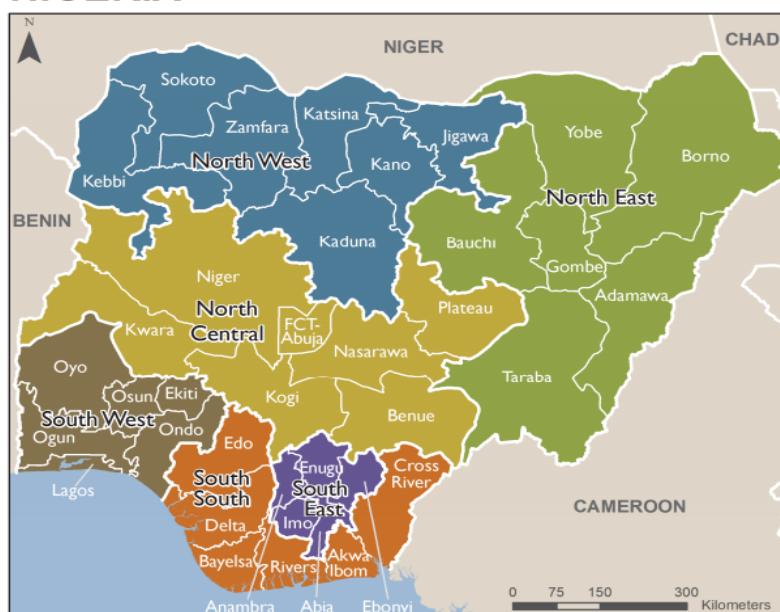 N
NIGER
CHAD
Sokoto
Katsina
Zamfara
Jigawa
Yobe
Borno
North West
Kano
Kebbi
North East
BENIN
Kaduna
Bauchi
Niger
Gombe
Adamawa
North
Central
Plateau
FCT-
Abuja
Kwara
Nasarawa
Oyo
Taraba
Osun
Ekiti
Kogi
Benue
South West
Ondo
Ogun
Edo
Enugu
Cross
River
Lagos
South
South
South
East
CAMEROON
Delta
Imo
Bayelsa
Rivers
Akwa
Ibom
Anambra
Abia
Ebonyi
0 75 150 300
Kilometers